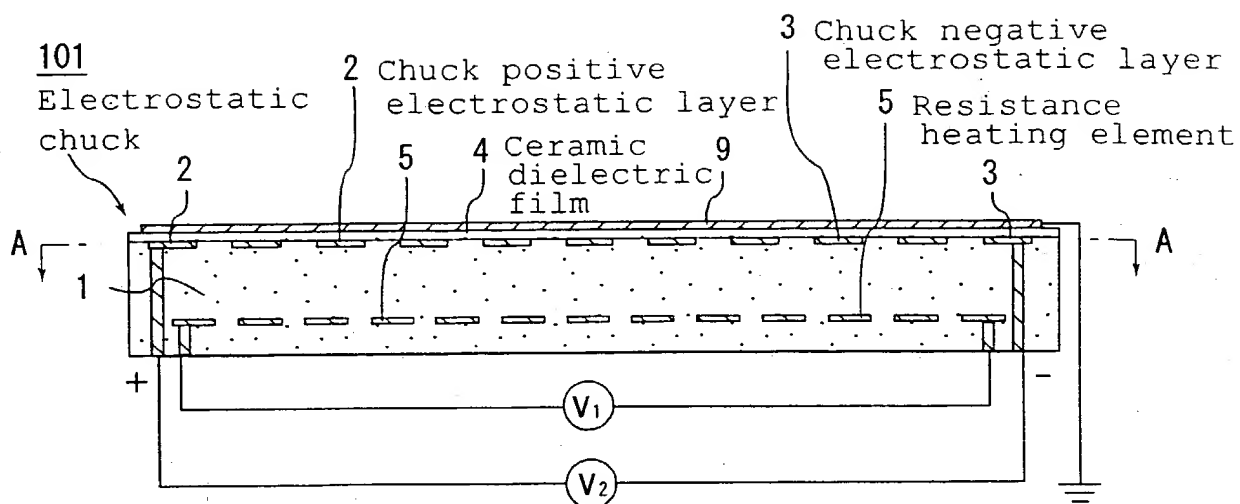 101
Electrostatic
chuck
2 Chuck positive
electrostatic layer
3 Chuck negative
electrostatic layer
5 Resistance
heating element
2
5
4 Ceramic
dielectric
film
9
3
A
A
1
+
-
V1
V2